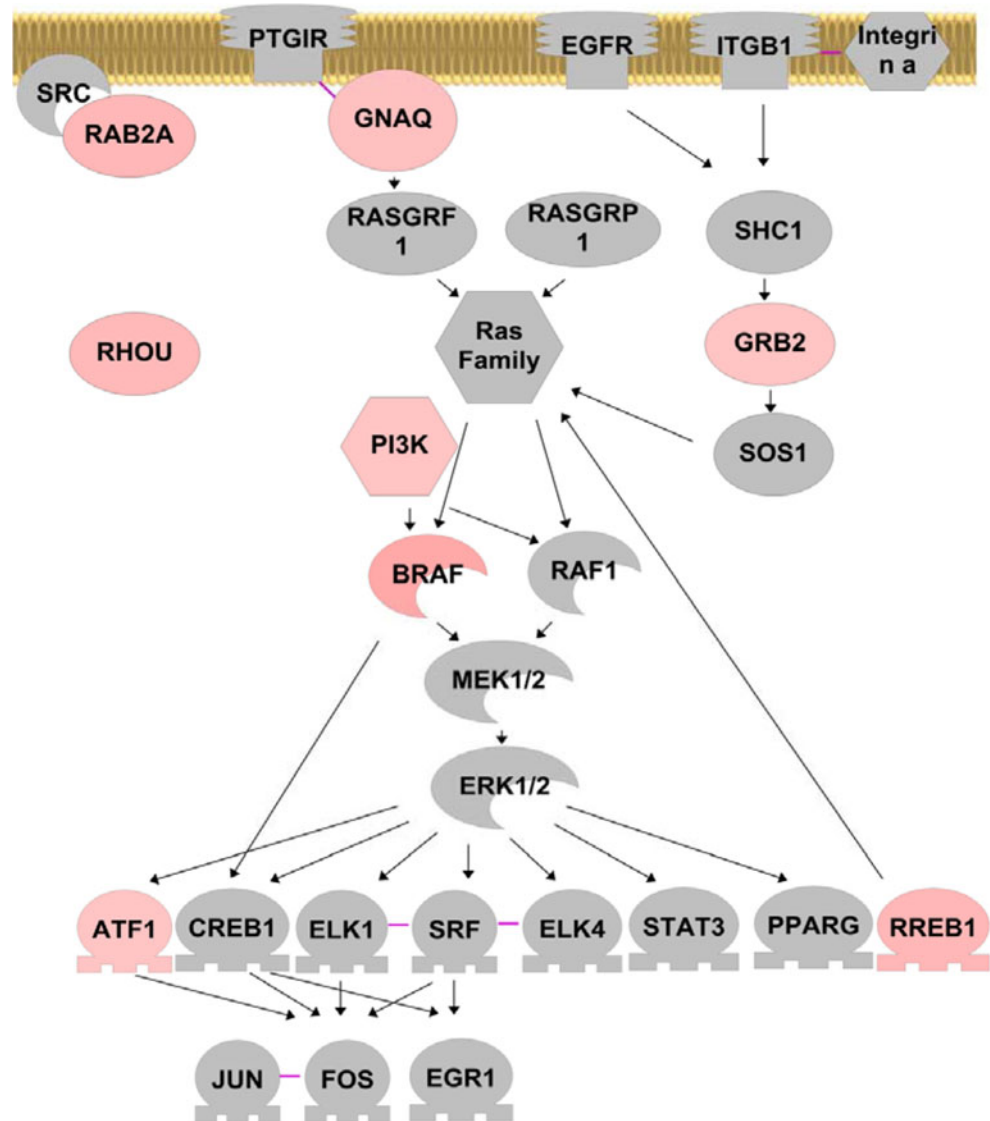 PTGIR
EGFR
ITGB1
Integri
n a
SRC
RAB2A
GNAQ
RASGRF
1
RASGRP
1
SHC1
RHOU
Ras
Family
GRB2
PI3K
SOS1
BRAF
RAF1
MEK1/2
ERK1/2
ATF1
CREB1
ELK1
SRF
ELK4
STAT3
PPARG
RREB1
JUN
FOS
EGR1